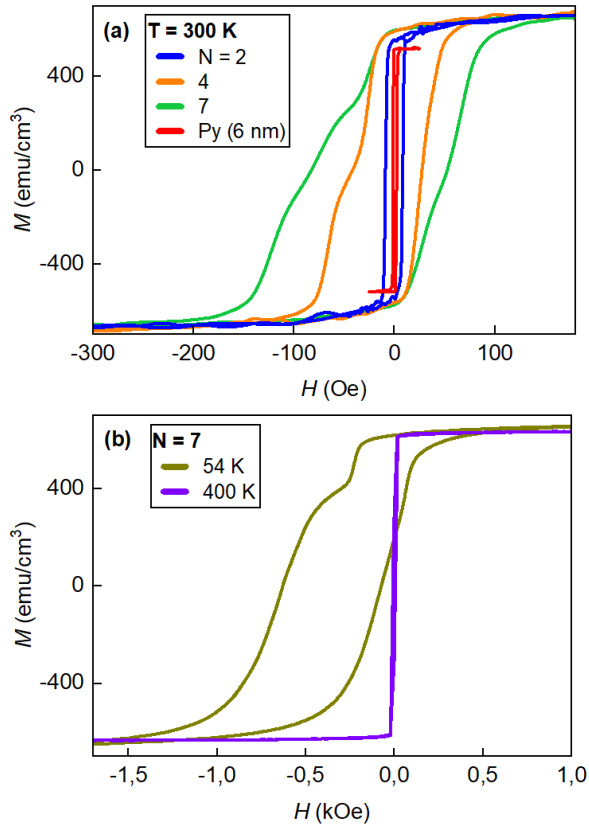 (a)
T = 300 K
N = 2
4
7
Py (6 nm)
400
0
-400
M (emu/cm³)
-300
-200
-100
0
100
H (Oe)
(b)
N = 7
54 K
400 K
400
0
-400
M (emu/cm³)
-1,5
-1,0
-0,5
0,0
0,5
1,0
H (kOe)